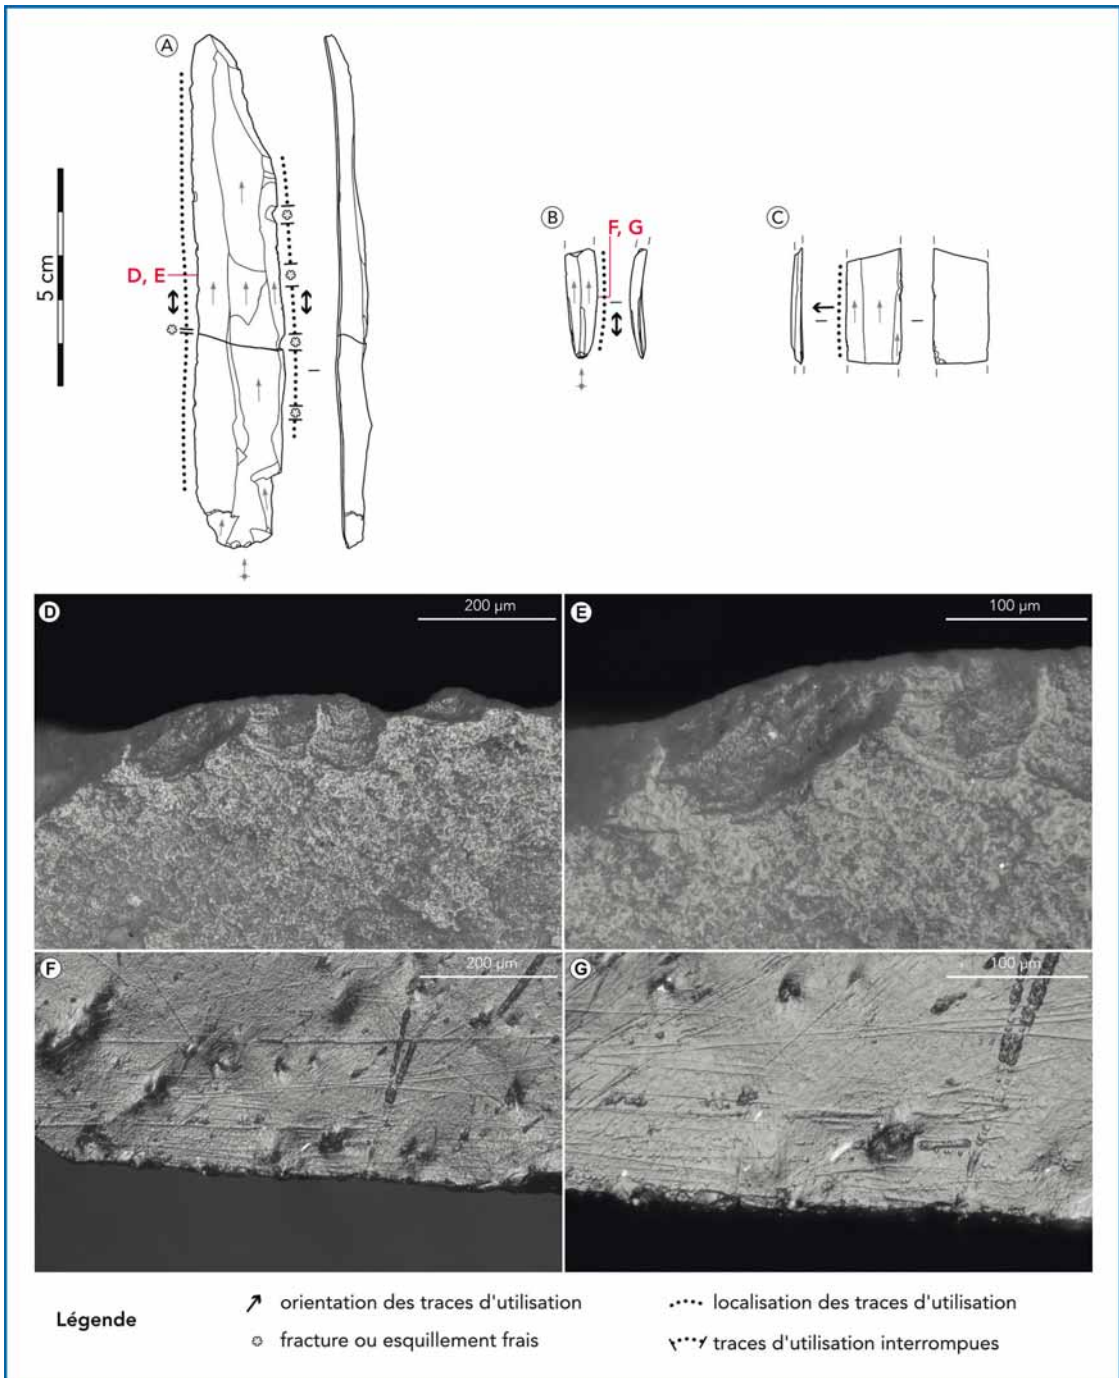 A
5 cm
D, E
B
F, G
C
D
200 µm
E
100 µm
F
200 µm
G
100 µm
Légende
orientation des traces d'utilisation
localisation des traces d'utilisation
fracture ou esquillement frais
traces d'utilisation interrompues